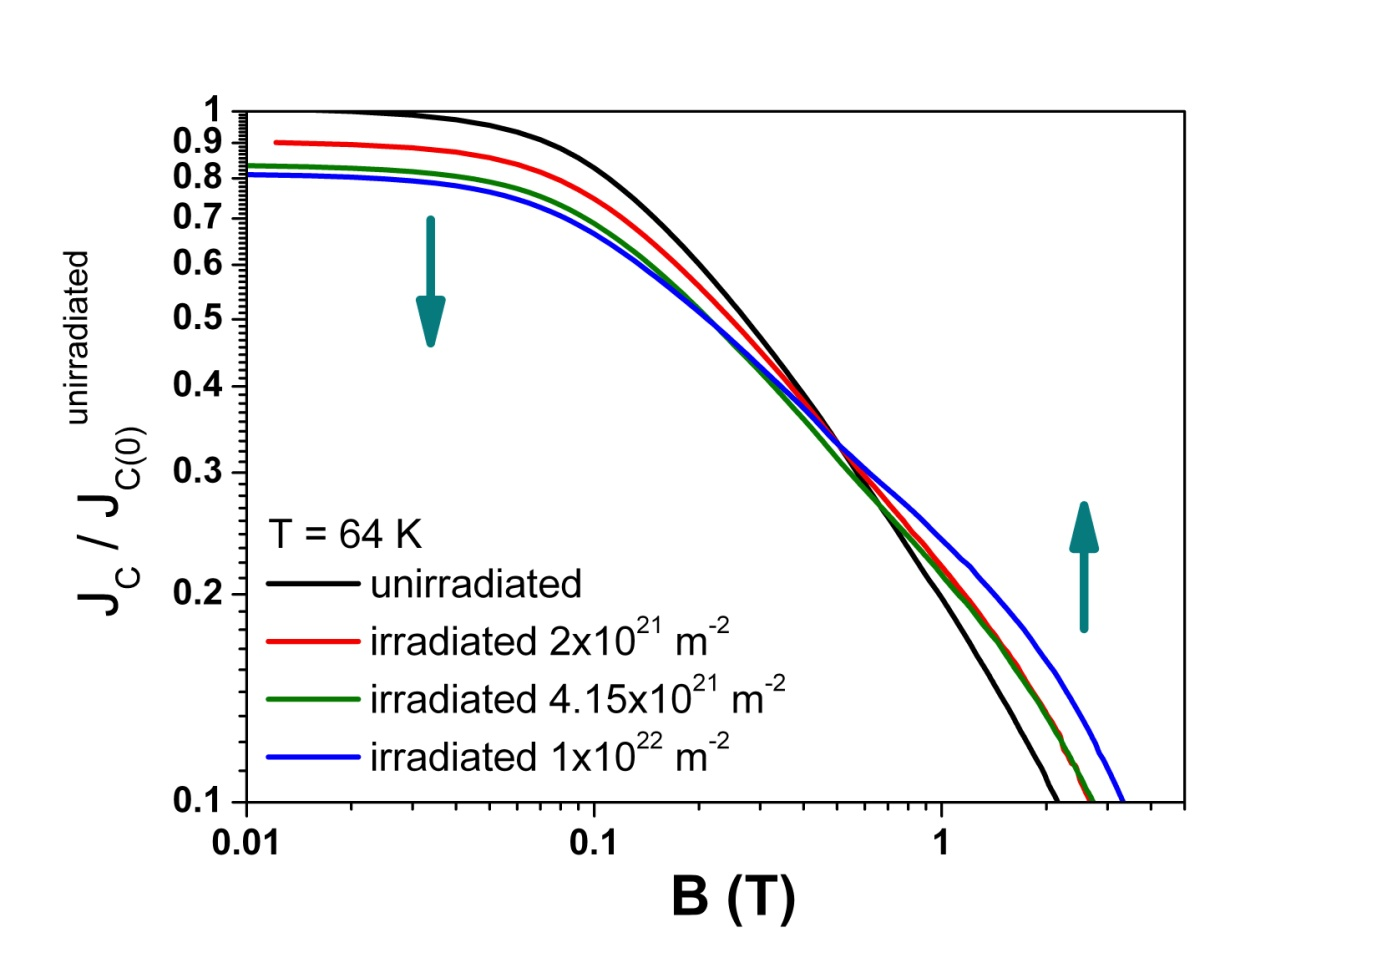 1
0.9
0.8
0.7
0.6
0.5
0.4
0.3
0.2
0.1
J_C / J_C(0) unirradiated
T = 64 K
unirradiated
irradiated 2x10^21 m^-2
irradiated 4.15x10^21 m^-2
irradiated 1x10^22 m^-2
0.01 0.1 1
B (T)